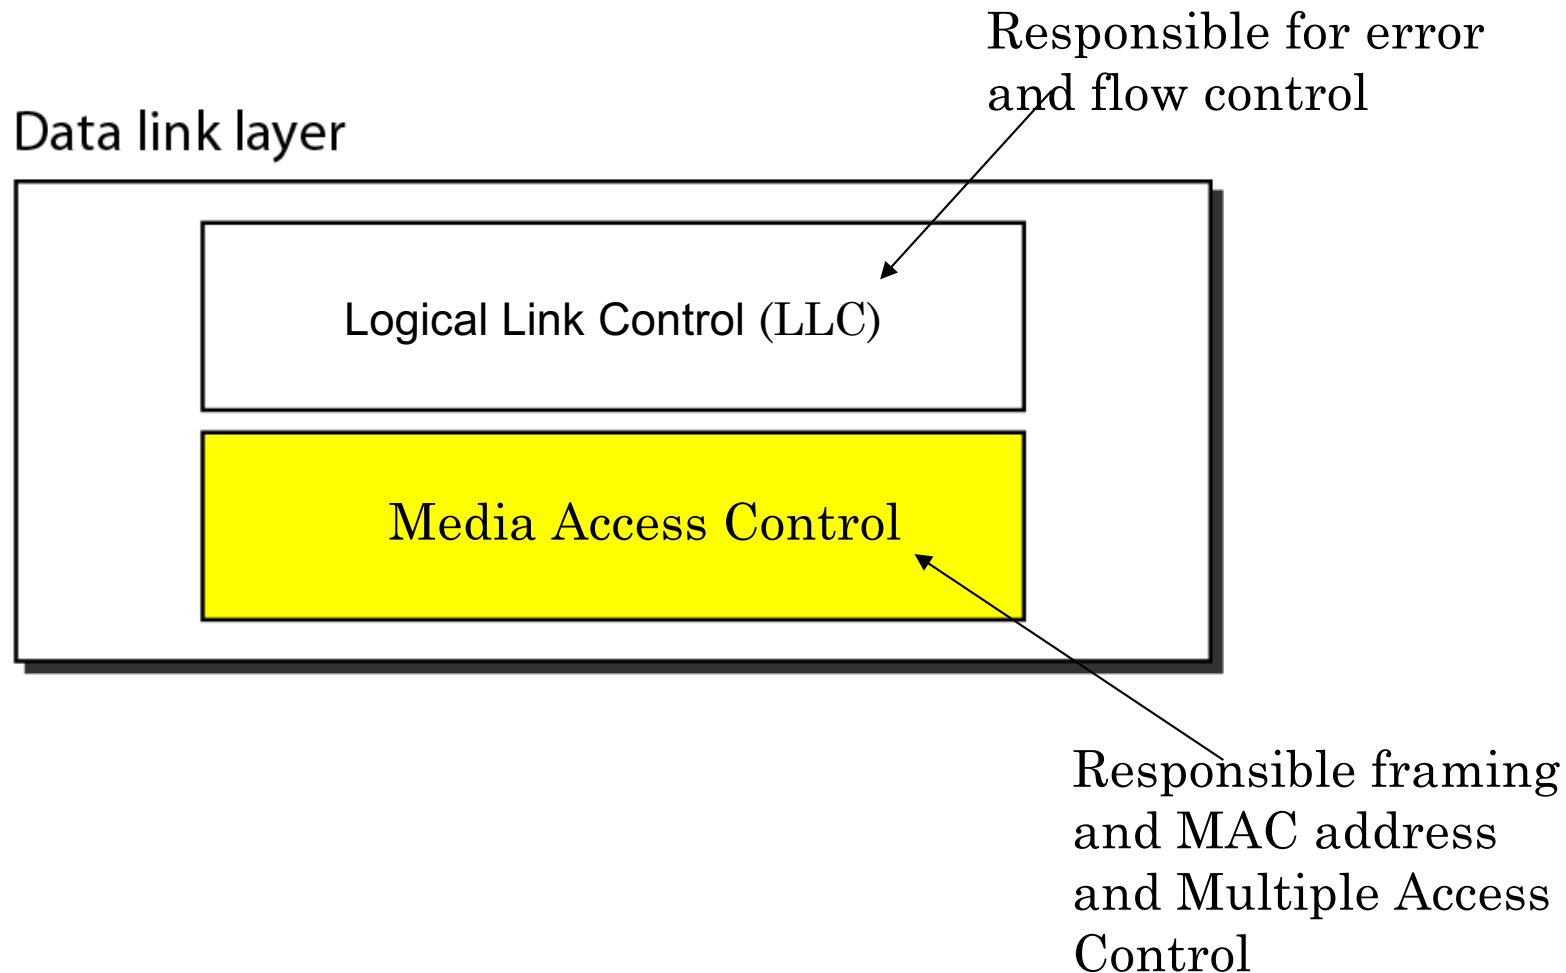 Responsible for error
and flow control
Data link layer
Logical Link Control (LLC)
Media Access Control
Responsible framing
and MAC address
and Multiple Access
Control